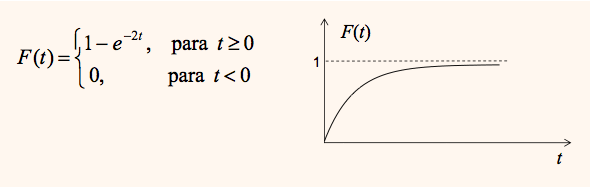 F(t) = { 1 − e^{−2t}, para t ≥ 0
0, para t < 0
F(t)
1
t